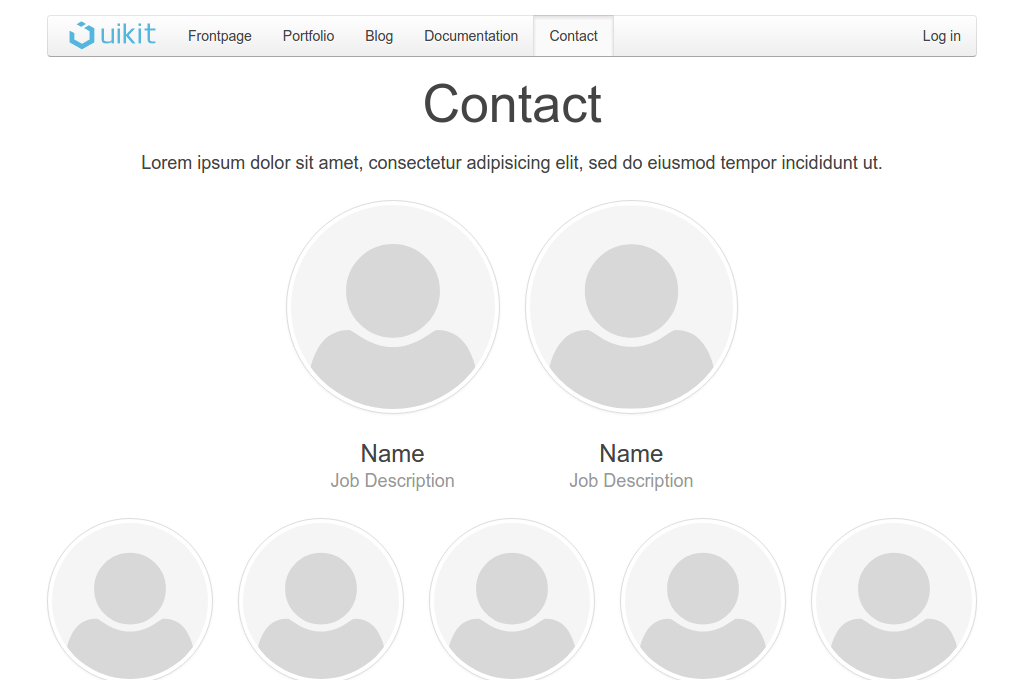 uikit Frontpage Portfolio Blog Documentation Contact Log in
Contact
Lorem ipsum dolor sit amet, consectetur adipisicing elit, sed do eiusmod tempor incididunt ut.
Name Name
Job Description Job Description